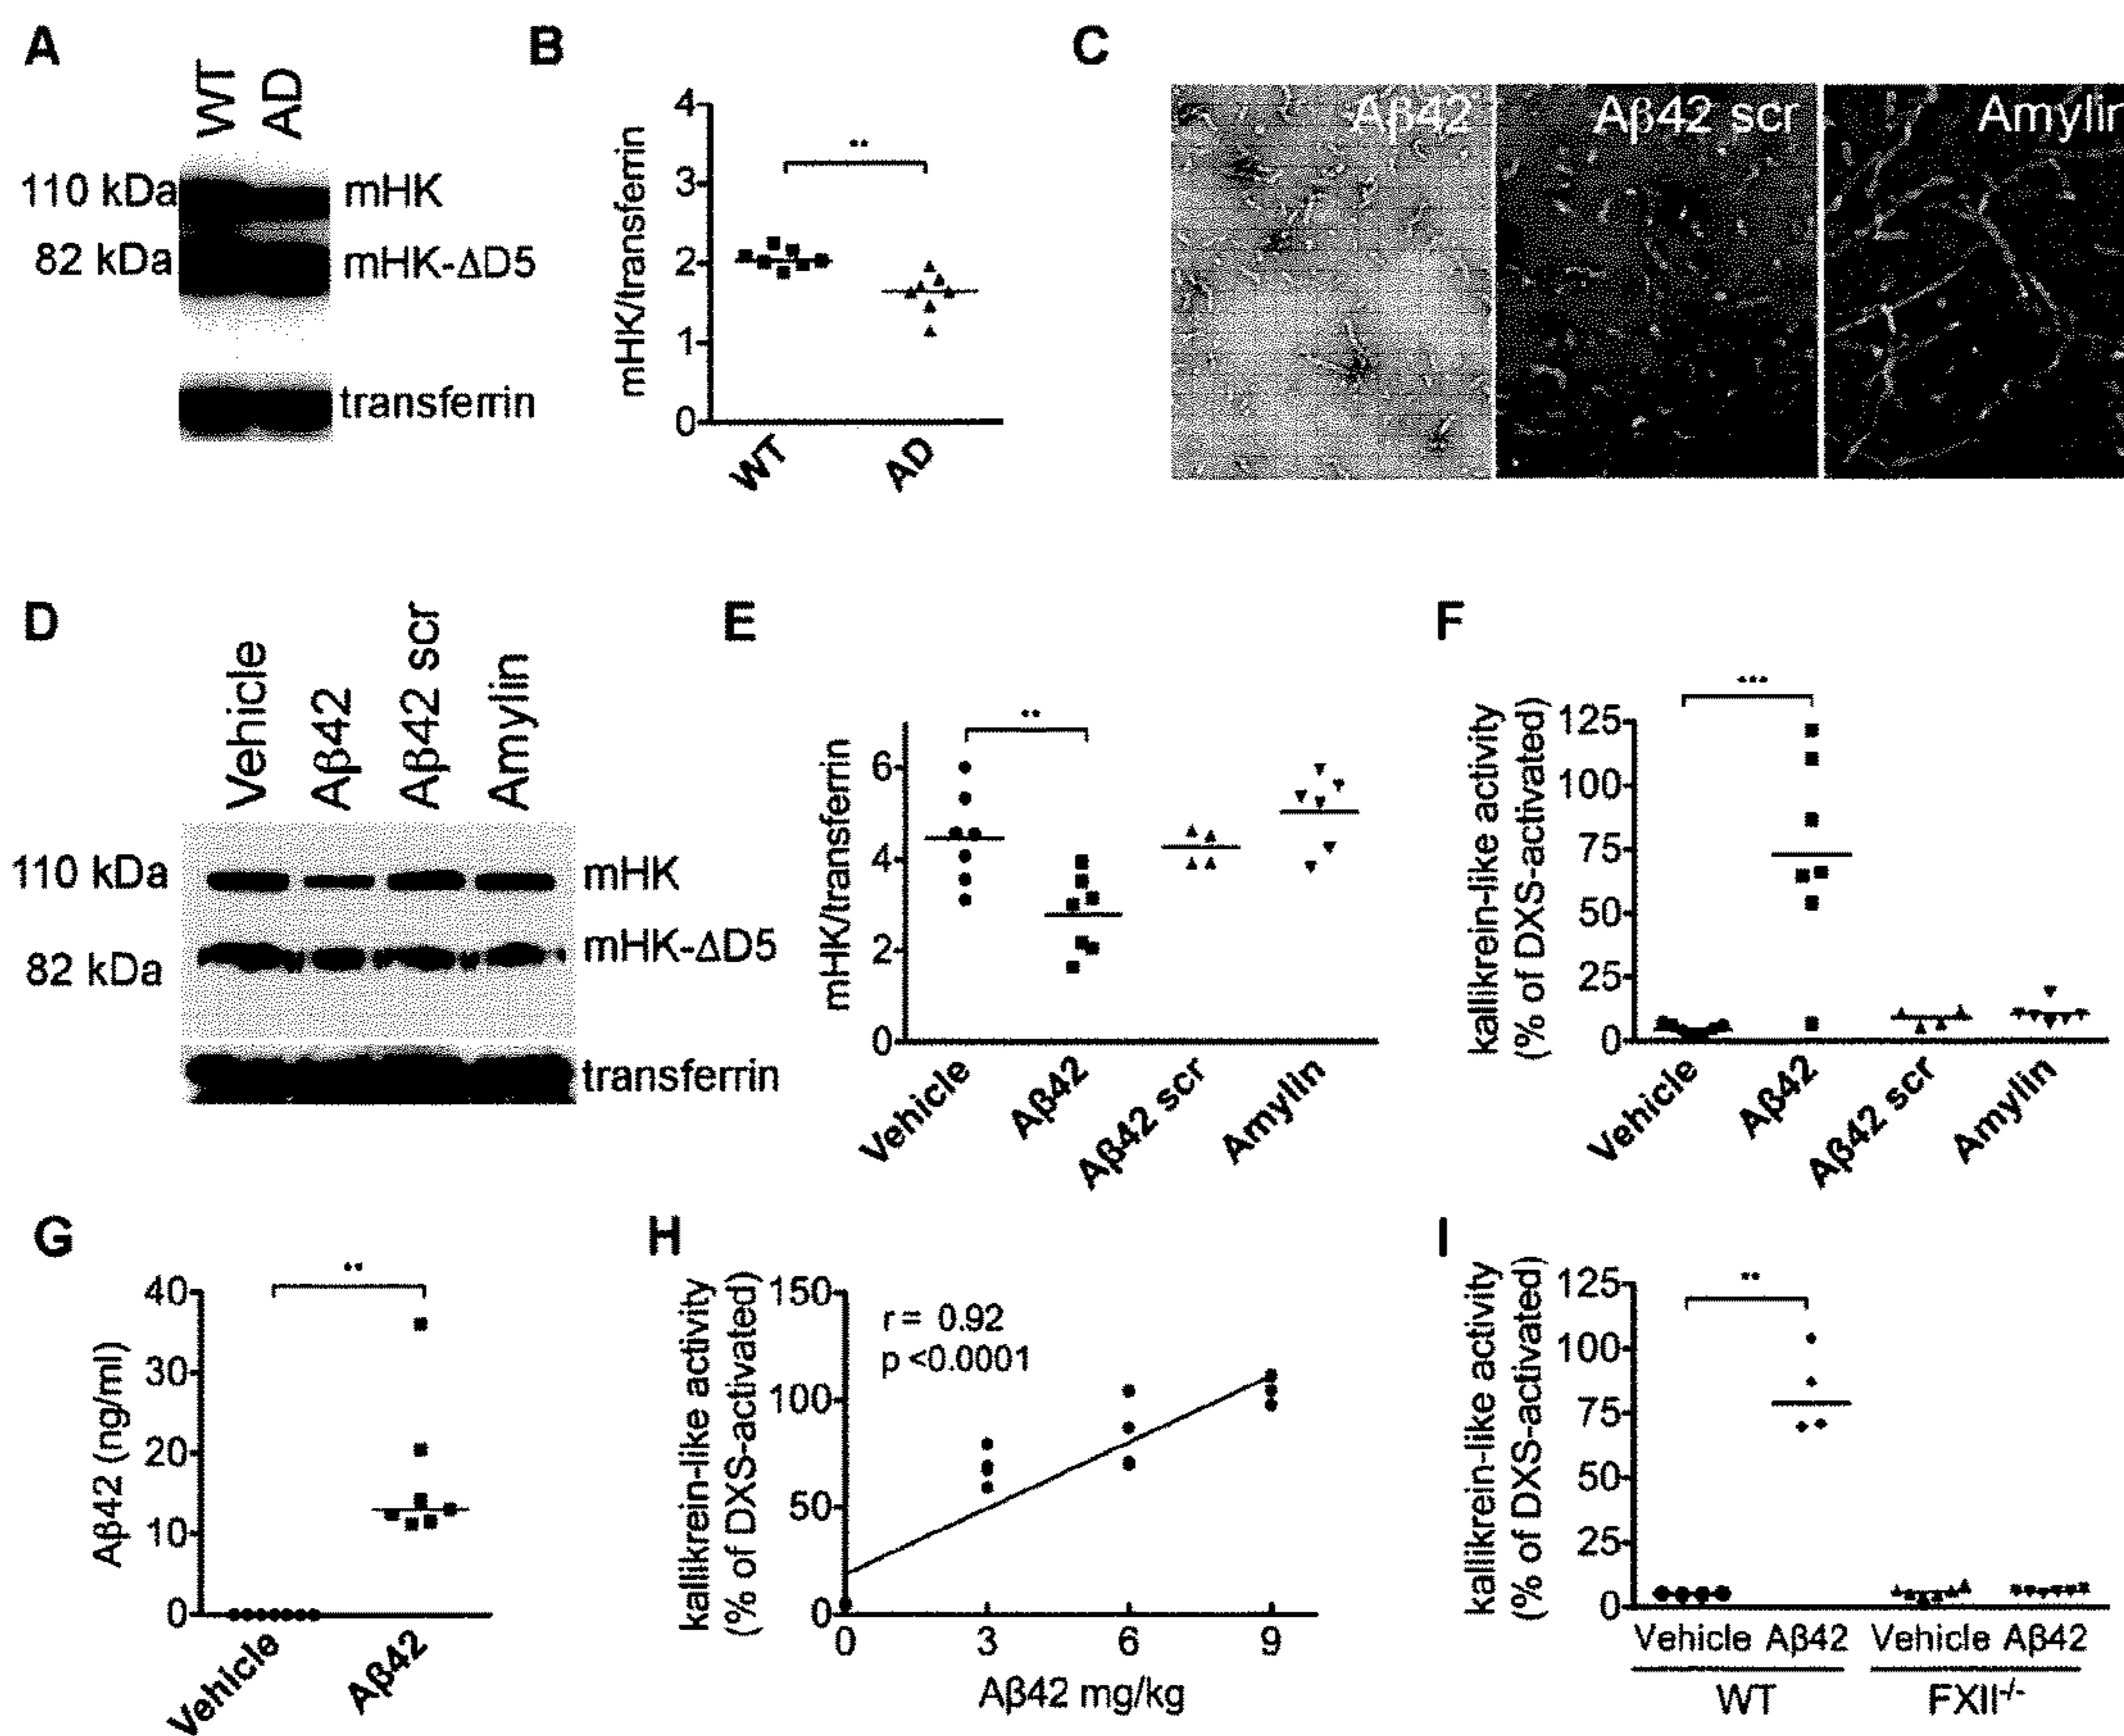 A
WT
AD
110 kDa
mHK
82 kDa
mHK-ΔD5
transferrin
B
mHK/transferrin
4
3
2
1
0
**
WT
AD
C
Aβ42
Aβ42 scr
Amylin
D
Vehicle
Aβ42
Aβ42 scr
Amylin
110 kDa
mHK
mHK-ΔD5
82 kDa
transferrin
E
mHK/transferrin
6
4
2
0
**
Vehicle
Aβ42
Aβ42 scr
Amylin
F
kallikrein-like activity
(% of DXS-activated)
125
100
75
50
25
0
***
Vehicle
Aβ42
Aβ42 scr
Amylin
G
Aβ42 (ng/ml)
40
30
20
10
0
**
Vehicle
Aβ42
H
kallikrein-like activity
(% of DXS-activated)
150
100
50
0
r = 0.92
p <0.0001
0 3 6 9
Aβ42 mg/kg
I
kallikrein-like activity
(% of DXS-activated)
125
100
75
50
25
0
**
Vehicle Aβ42 Vehicle Aβ42
WT FXII-/-